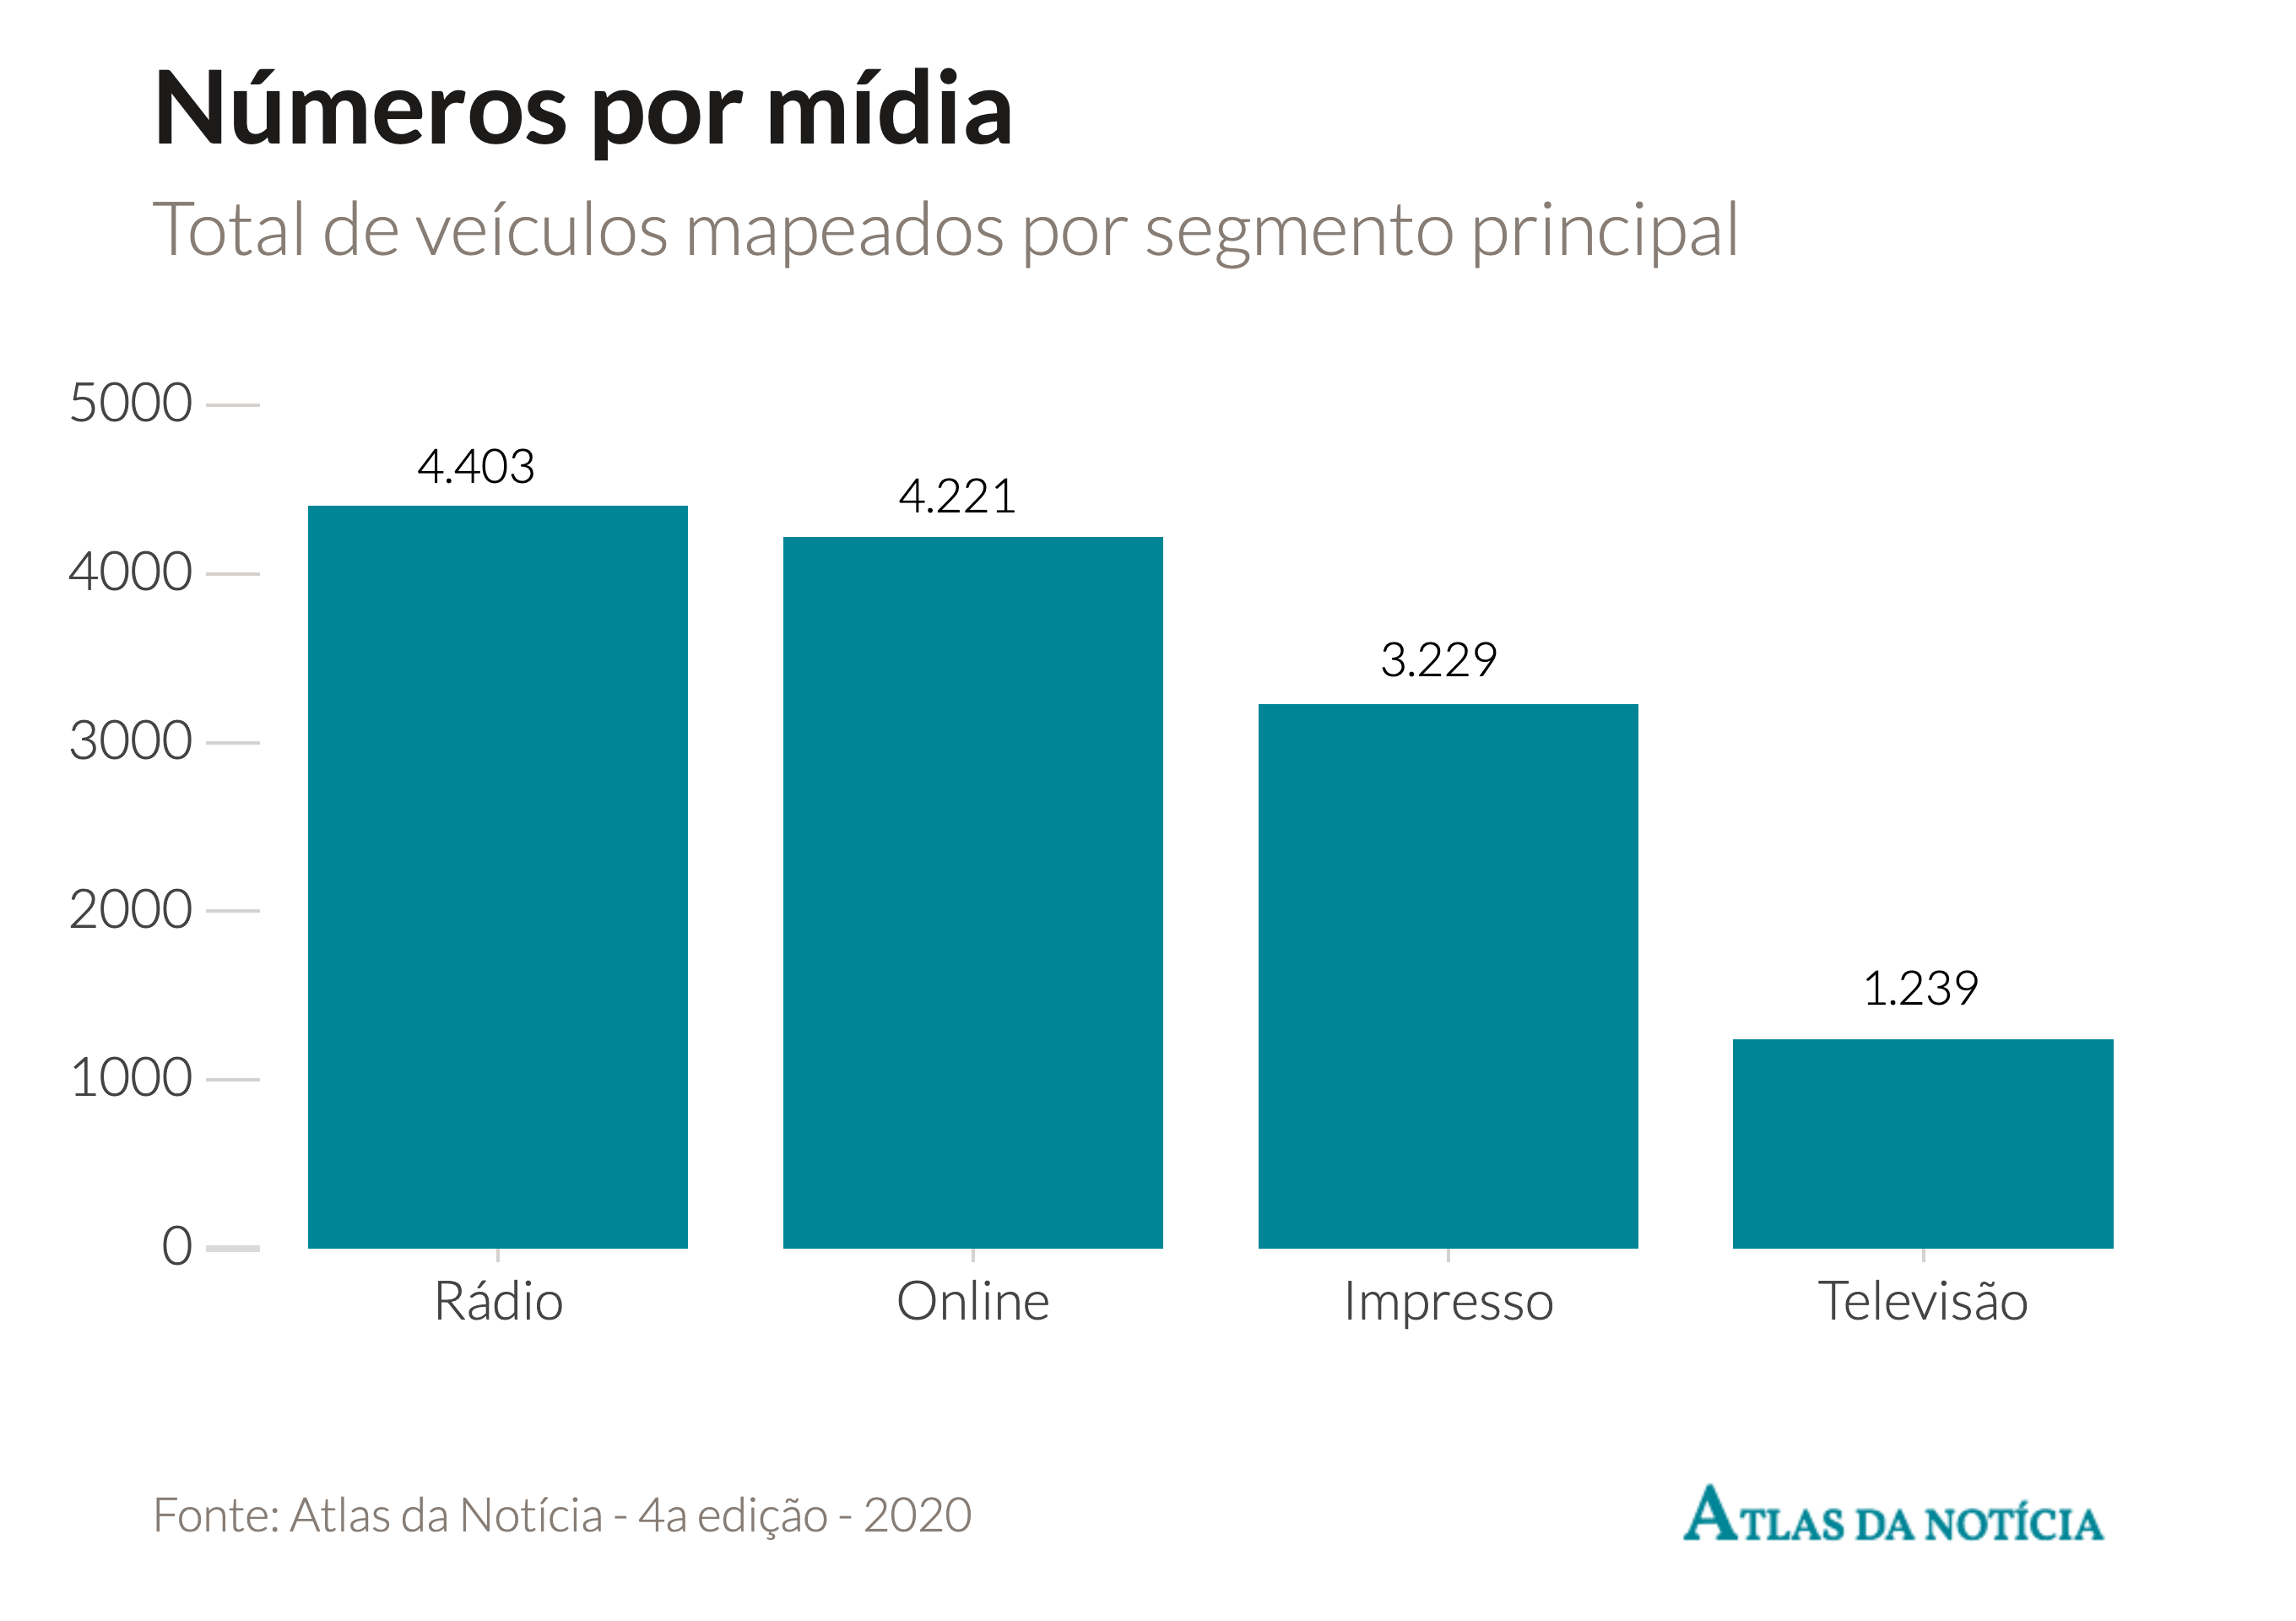 Números por mídia
Total de veículos mapeados por segmento principal
5000
4000
3000
2000
1000
0
4.403
4.221
3.229
1.239
Rádio
Online
Impresso
Televisão
Fonte: Atlas da Notícia - 4a edição - 2020
ATLAS DA NOTÍCIA